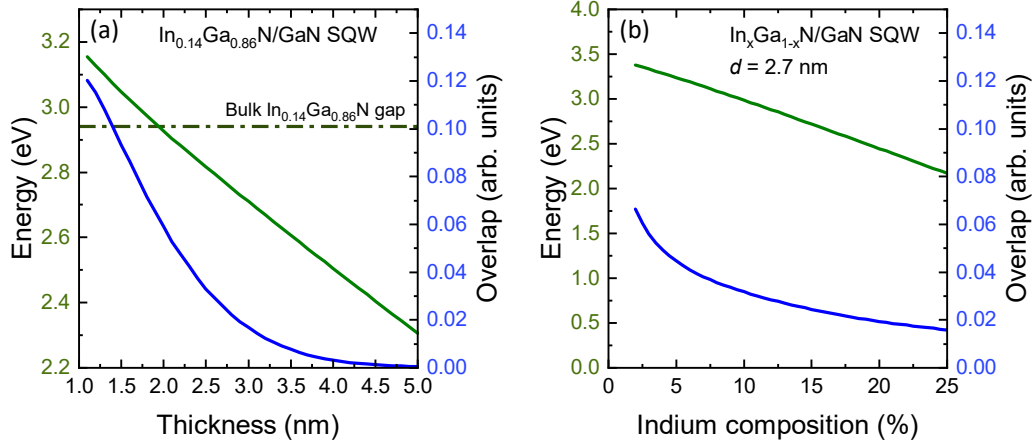 (a)
In0.14Ga0.86N/GaN SQW
Bulk In0.14Ga0.86N gap
Energy (eV)
3.2
3.0
2.8
2.6
2.4
2.2
Overlap (arb. units)
0.14
0.12
0.10
0.08
0.06
0.04
0.02
0.00
1.0 1.5 2.0 2.5 3.0 3.5 4.0 4.5 5.0
Thickness (nm)
(b)
InxGa1-xN/GaN SQW
d = 2.7 nm
Energy (eV)
4.0
3.5
3.0
2.5
2.0
1.5
1.0
0.5
0.0
Overlap (arb. units)
0.14
0.12
0.10
0.08
0.06
0.04
0.02
0.00
0 5 10 15 20 25
Indium composition (%)